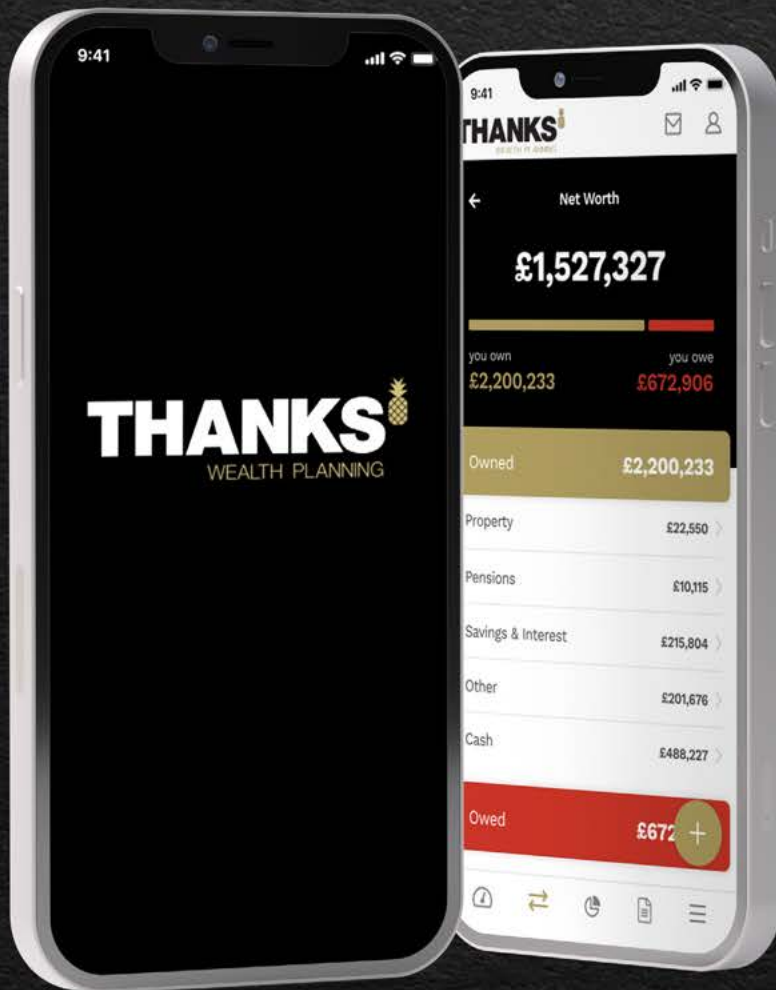 9:41
THANKS
WEALTH PLANNING
9:41
THANKS
WEALTH PLANNING
Net Worth
£1,527,327
you own
you owe
£2,200,233
£672,906
Owned
£2,200,233
Property
£22,550
Pensions
£10,115
Savings & Interest
£215,804
Other
£201,676
Cash
£488,227
Owed
£672